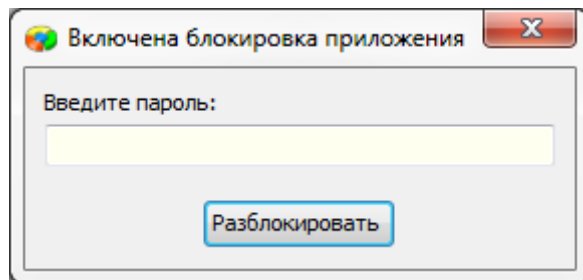 Включена блокировка приложения
Введите пароль:
Разблокировать